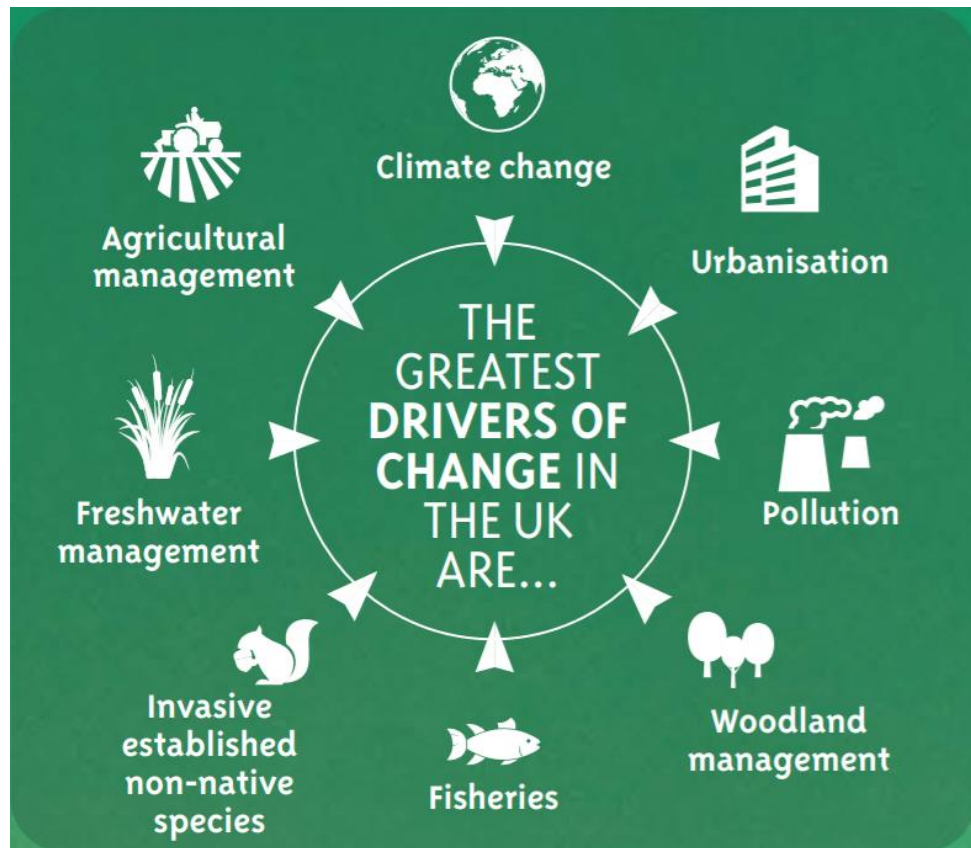 Climate change
Urbanisation
Pollution
Woodland
management
Fisheries
Invasive
established
non-native
species
Freshwater
management
Agricultural
management
THE
GREATEST
DRIVERS OF
CHANGE IN
THE UK
ARE...